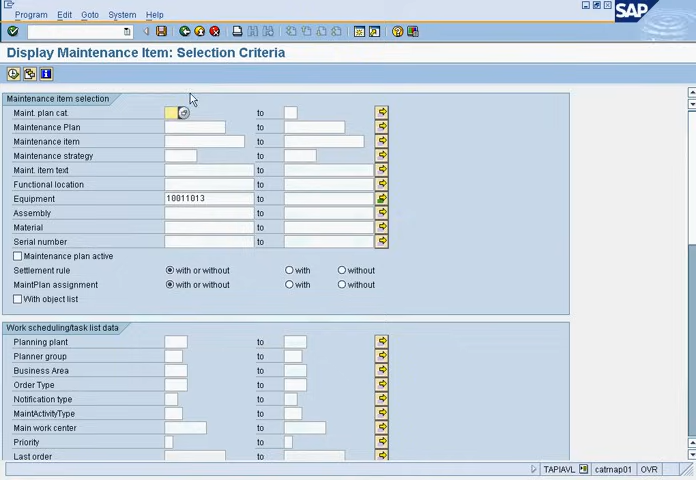 Program Edit Goto System Help
SAP
Display Maintenance Item: Selection Criteria
Maintenance item selection
Maint. plan cat. to
Maintenance Plan to
Maintenance item to
Maintenance strategy to
Maint. item text to
Functional location to
Equipment 10011013 to
Assembly to
Material to
Serial number to
Maintenance plan active
Settlement rule with or without with without
MaintPlan assignment with or without with without
With object list
Work scheduling/task list data
Planning plant to
Planner group to
Business Area to
Order Type to
Notification type to
MaintActivityType to
Main work center to
Priority to
Last order to
TAPIAVL catmap01 OVR